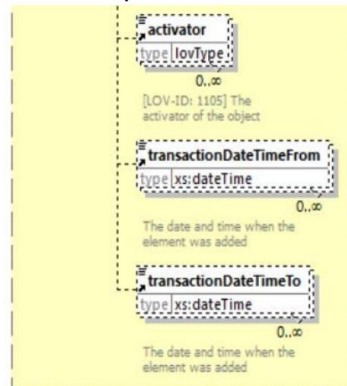 activator
type lovType
0..∞
[LOV-ID: 1105] The
activator of the object
transactionDateTimeFrom
type xs:dateTime
0..∞
The date and time when the
element was added
transactionDateTimeTo
type xs:dateTime
0..∞
The date and time when the
element was added